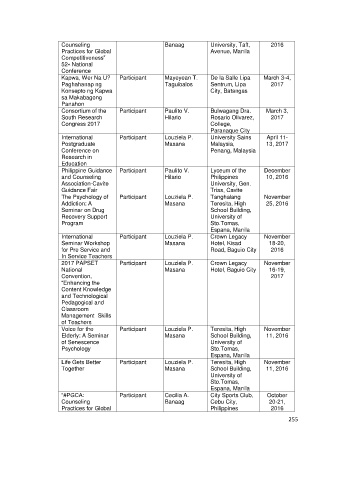 Counseling Banaag University, Taft, 2016
Practices for Global Avenue, Manila
Competitiveness"
52nd National
Conference
Kapwa, Wer Na U? Participant Mayoyoan T. De la Salle Lipa March 3-4,
Paghahanap ng Taguinalos Sentrum, Lipa 2017
Konsepto ng Kapwa City, Batangas
sa Makabagong
Panahon
Consortium of the Participant Paulito V. Bulwagang Dra. March 3,
South Research Hilario Rosario Olivarez, 2017
Congress 2017 College,
Paranaque City
International Participant Louziela P. University Sains April 11-
Postgraduate Masana Malaysia, 13, 2017
Conference on Penang, Malaysia
Research in
Education
Philippine Guidance Participant Paulito V. Lyceum of the Desember
and Counseling Hilario Philippines 10, 2016
Association-Cavite University, Gen.
Guidance Fair Trias, Cavite
The Psychology of Participant Louziela P. Tanghalang November
Addiction: A Masana Teresita, High 25, 2016
Seminar on Drug School Building,
Recovery Support University of
Program Sto.Tomas,
Espana, Manila
International Participant Louziela P. Crown Legacy November
Seminar Workshop Masana Hotel, Kisad 18-20,
for Pre Service and Road, Baguio City 2016
In Service Teachers
2017 PAPSET Participant Louziela P. Crown Legacy November
National Masana Hotel, Baguio City 16-19,
Convention, 2017
"Enhancing the
Content Knowledge
and Technological
Pedagogical and
Classroom
Management Skills
of Teachers
Voice for the Participant Louziela P. Teresita, High November
Elderly: A Seminar Masana School Building, 11, 2016
of Senescence University of
Psychology Sto.Tomas,
Espana, Manila
Life Gets Better Participant Louziela P. Teresita, High November
Together Masana School Building, 11, 2016
University of
Sto.Tomas,
Espana, Manila
"#PGCA: Participant Cecilia A. City Sports Club, October
Counseling Banaag Cebu City, 20-21,
Practices for Global Philippines 2016
255